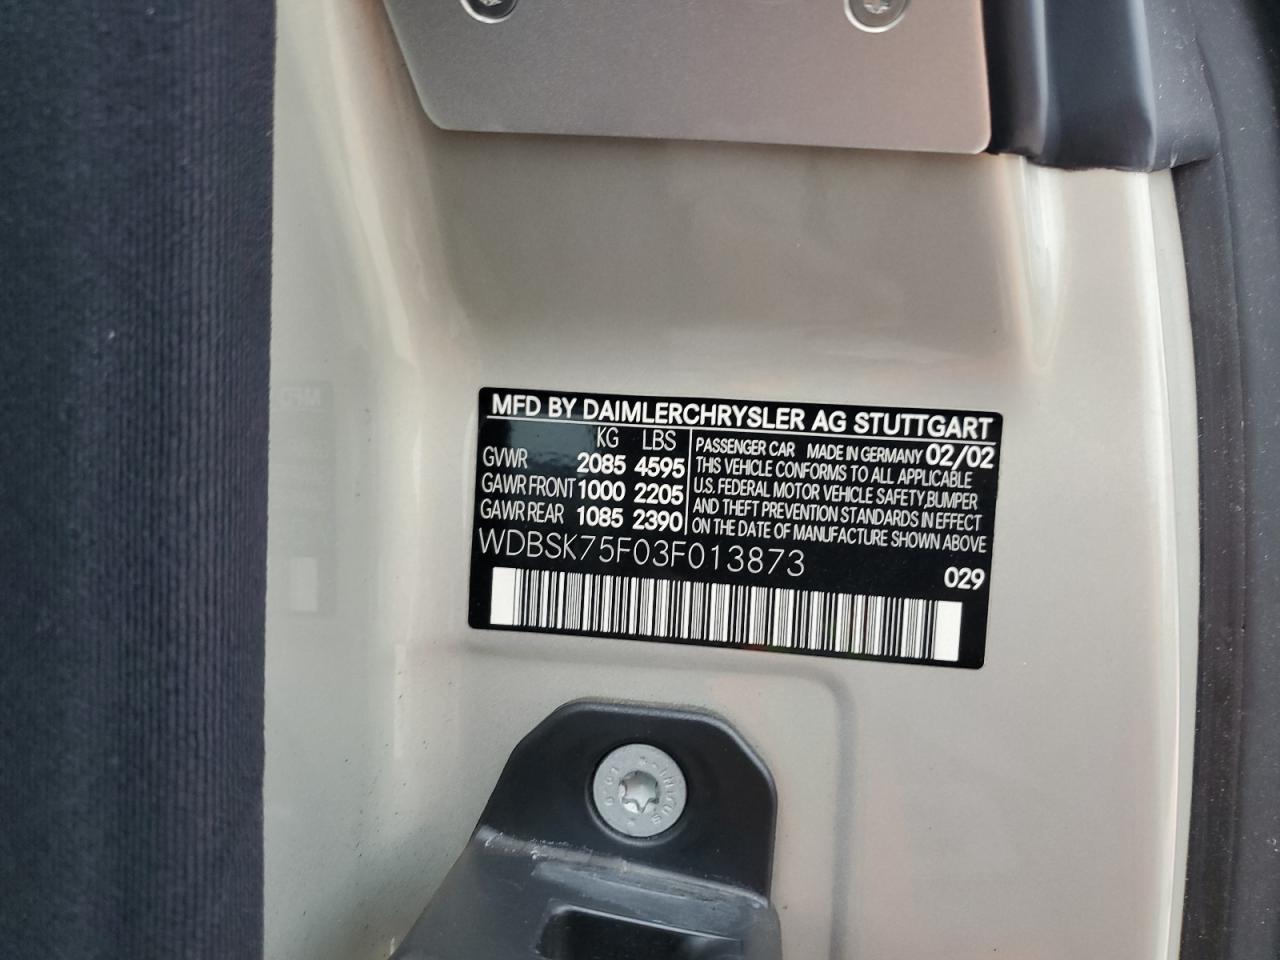 MFD BY DAIMLERCHRYSLER AG STUTTGART
KG LBS
GVWR 2085 4595
GAWR FRONT 1000 2205
GAWR REAR 1085 2390
PASSENGER CAR MADE IN GERMANY 02/02
THIS VEHICLE CONFORMS TO ALL APPLICABLE
U.S. FEDERAL MOTOR VEHICLE SAFETY, BUMPER
AND THEFT PREVENTION STANDARDS IN EFFECT
ON THE DATE OF MANUFACTURE SHOWN ABOVE
WDBSK75F03F013873
029